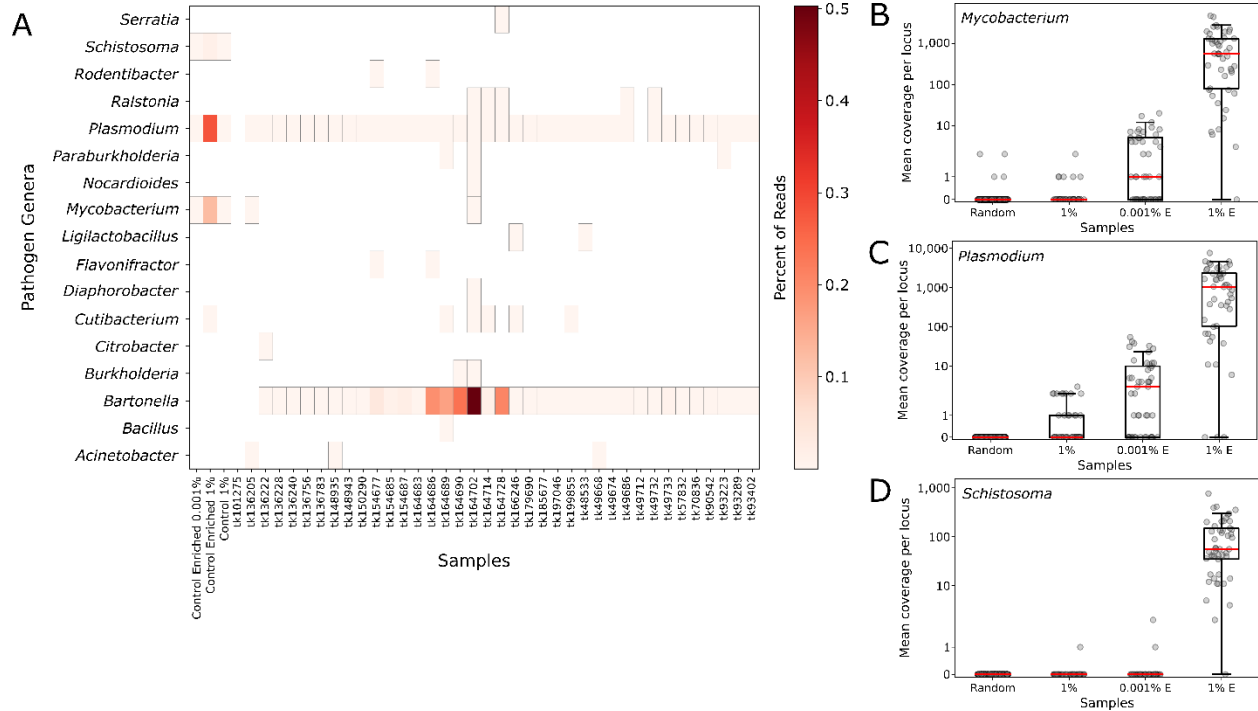 A
Pathogen Genera
Serratia
Schistosoma
Rodentibacter
Ralstonia
Plasmodium
Paraburkholderia
Nocardioides
Mycobacterium
Ligilactobacillus
Flavonifractor
Diaphorobacter
Cutibacterium
Citrobacter
Burkholderia
Bartonella
Bacillus
Acinetobacter
Control Enriched 0.001%
Control Enriched 1%
Control 1%
tk101275
tk136205
tk136222
tk136228
tk136240
tk136756
tk136783
tk148935
tk148943
tk150290
tk154677
tk154685
tk154687
tk164683
tk164686
tk164689
tk164690
tk164702
tk164714
tk164728
tk166246
tk179690
tk185677
tk197046
tk199855
tk48533
tk49668
tk49674
tk49686
tk49712
tk49732
tk49733
tk57832
tk70836
tk90542
tk93223
tk93289
tk93402
Samples
Percent of Reads
0.5
0.4
0.3
0.2
0.1
B
Mycobacterium
Mean coverage per locus
1,000
100
10
1
0
Random
1%
0.001% E
1% E
Samples
C
Plasmodium
Mean coverage per locus
10,000
1,000
100
10
1
0
Random
1%
0.001% E
1% E
Samples
D
Schistosoma
Mean coverage per locus
1,000
100
10
1
0
Random
1%
0.001% E
1% E
Samples